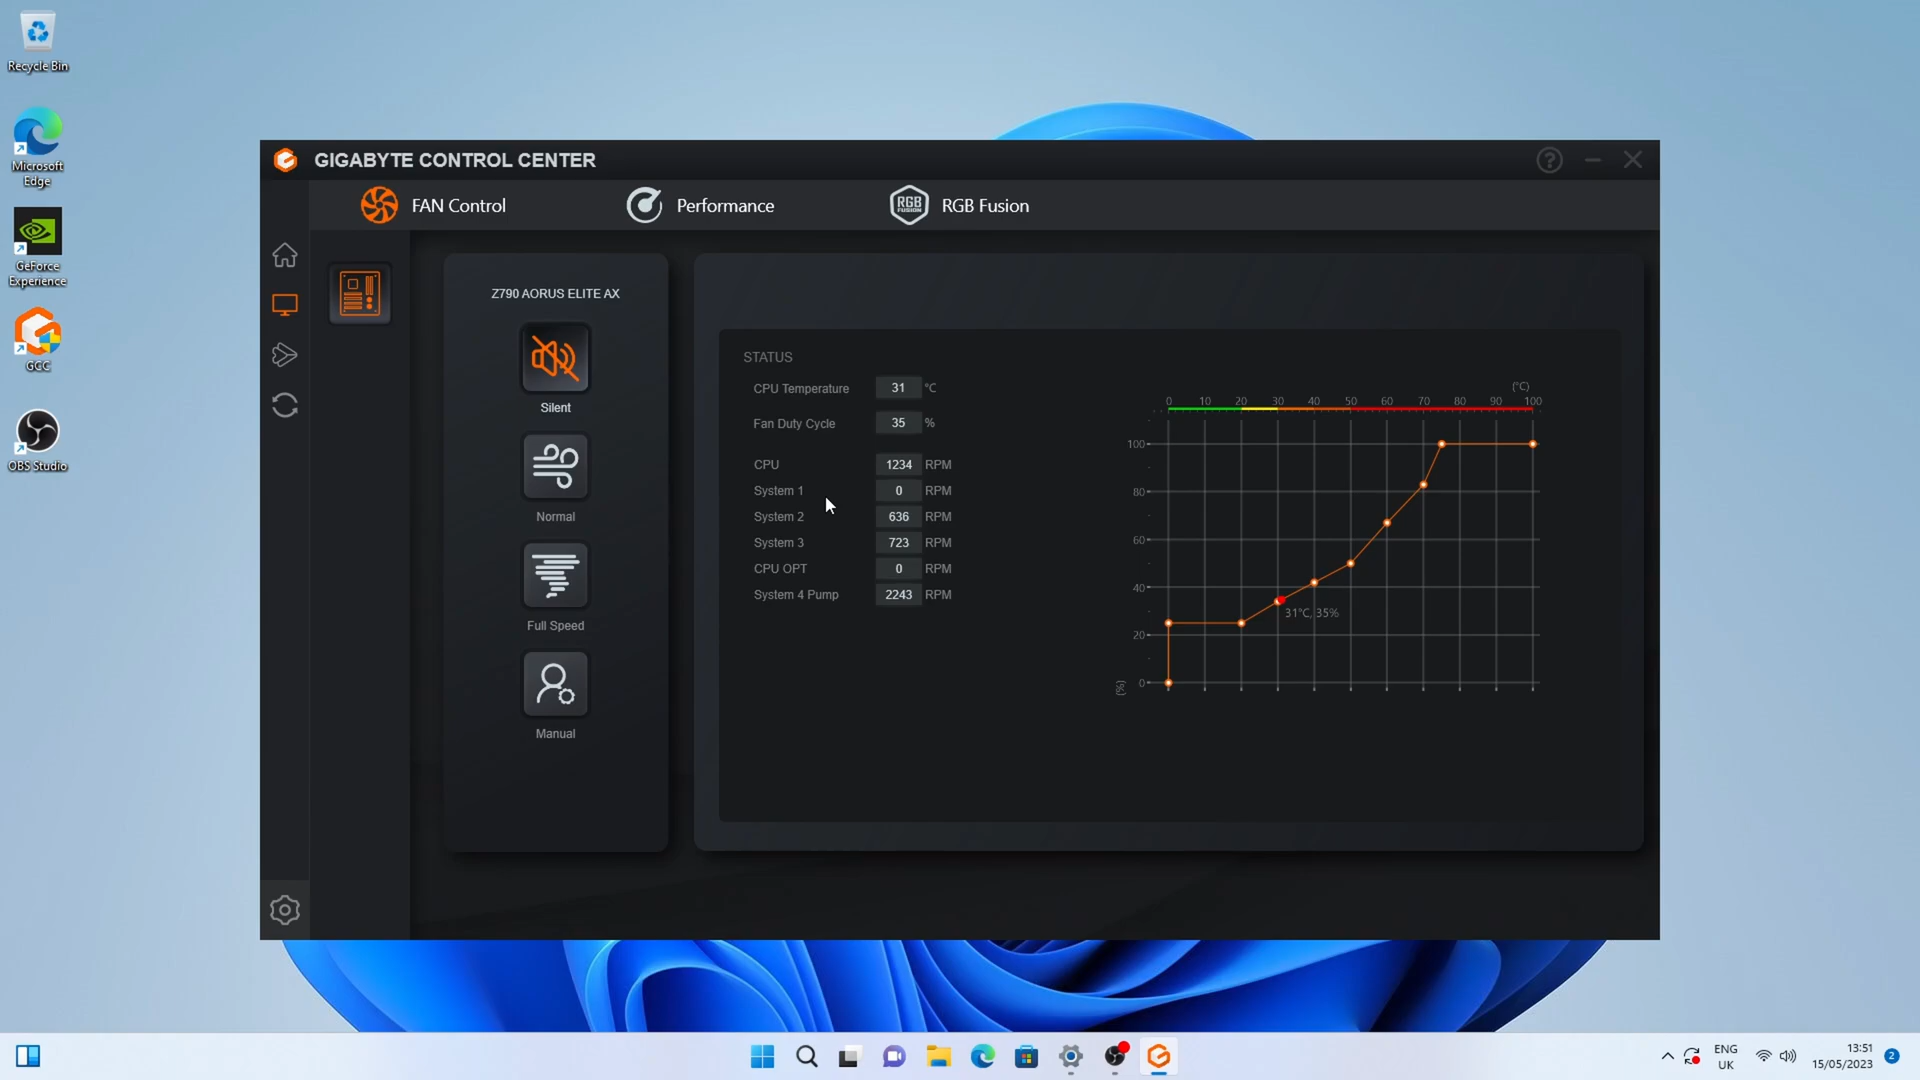 Recycle Bin
Microsoft
Edge
GeForce
Experience
GCC
OBS Studio
GIGABYTE CONTROL CENTER
FAN Control
Performance
RGB
FUSION
RGB Fusion
Z790 AORUS ELITE AX
Silent
Normal
Full Speed
Manual
STATUS
CPU Temperature 31 °C
Fan Duty Cycle 35 %
CPU 1234 RPM
System 1 0 RPM
System 2 636 RPM
System 3 723 RPM
CPU OPT 0 RPM
System 4 Pump 2243 RPM
(°C)
0 10 20 30 40 50 60 70 80 90 100
100
80
60
40
20
0
(%)
31°C, 35%
ENG
UK
13:51
15/05/2023
2